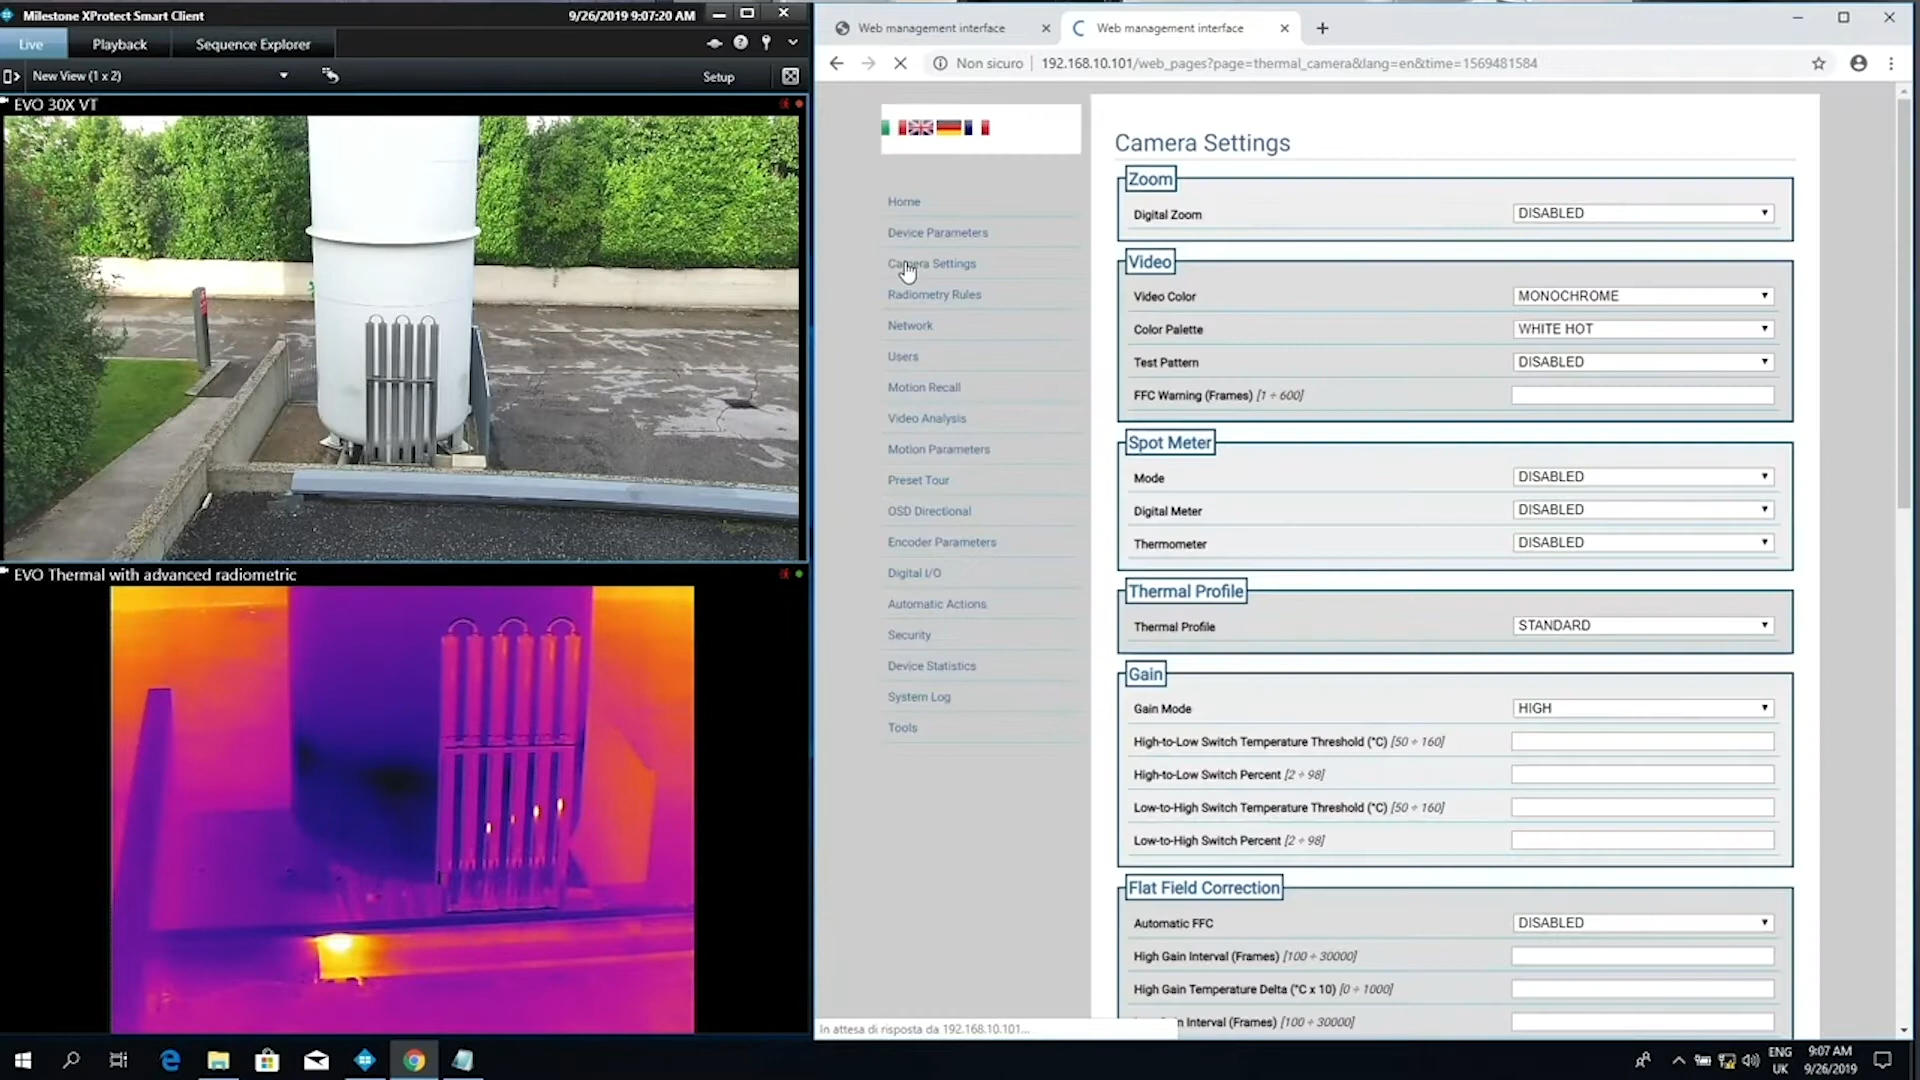 Milestone XProtect Smart Client
9/26/2019 9:07:20 AM
Live
Playback
Sequence Explorer
New View (1 x 2)
Setup
EVO 30X VT
EVO Thermal with advanced radiometric
Web management interface
Web management interface
Non sicuro
192.168.10.101/web_pages?page=thermal_camera&lang=en&time=1569481584
Home
Device Parameters
Camera Settings
Radiometry Rules
Network
Users
Motion Recall
Video Analysis
Motion Parameters
Preset Tour
OSD Directional
Encoder Parameters
Digital I/O
Automatic Actions
Security
Device Statistics
System Log
Tools
Camera Settings
Zoom
Digital Zoom DISABLED
Video
Video Color MONOCHROME
Color Palette WHITE HOT
Test Pattern DISABLED
FFC Warning (Frames) [1 ÷ 600]
Spot Meter
Mode DISABLED
Digital Meter DISABLED
Thermometer DISABLED
Thermal Profile
Thermal Profile STANDARD
Gain
Gain Mode HIGH
High-to-Low Switch Temperature Threshold (°C) [50 ÷ 160]
High-to-Low Switch Percent [2 ÷ 98]
Low-to-High Switch Temperature Threshold (°C) [50 ÷ 160]
Low-to-High Switch Percent [2 ÷ 98]
Flat Field Correction
Automatic FFC DISABLED
High Gain Interval (Frames) [100 ÷ 30000]
High Gain Temperature Delta (°C x 10) [0 ÷ 1000]
Interval (Frames) [100 ÷ 30000]
In attesa di risposta da 192.168.10.101...
ENG
UK
9:07 AM
9/26/2019